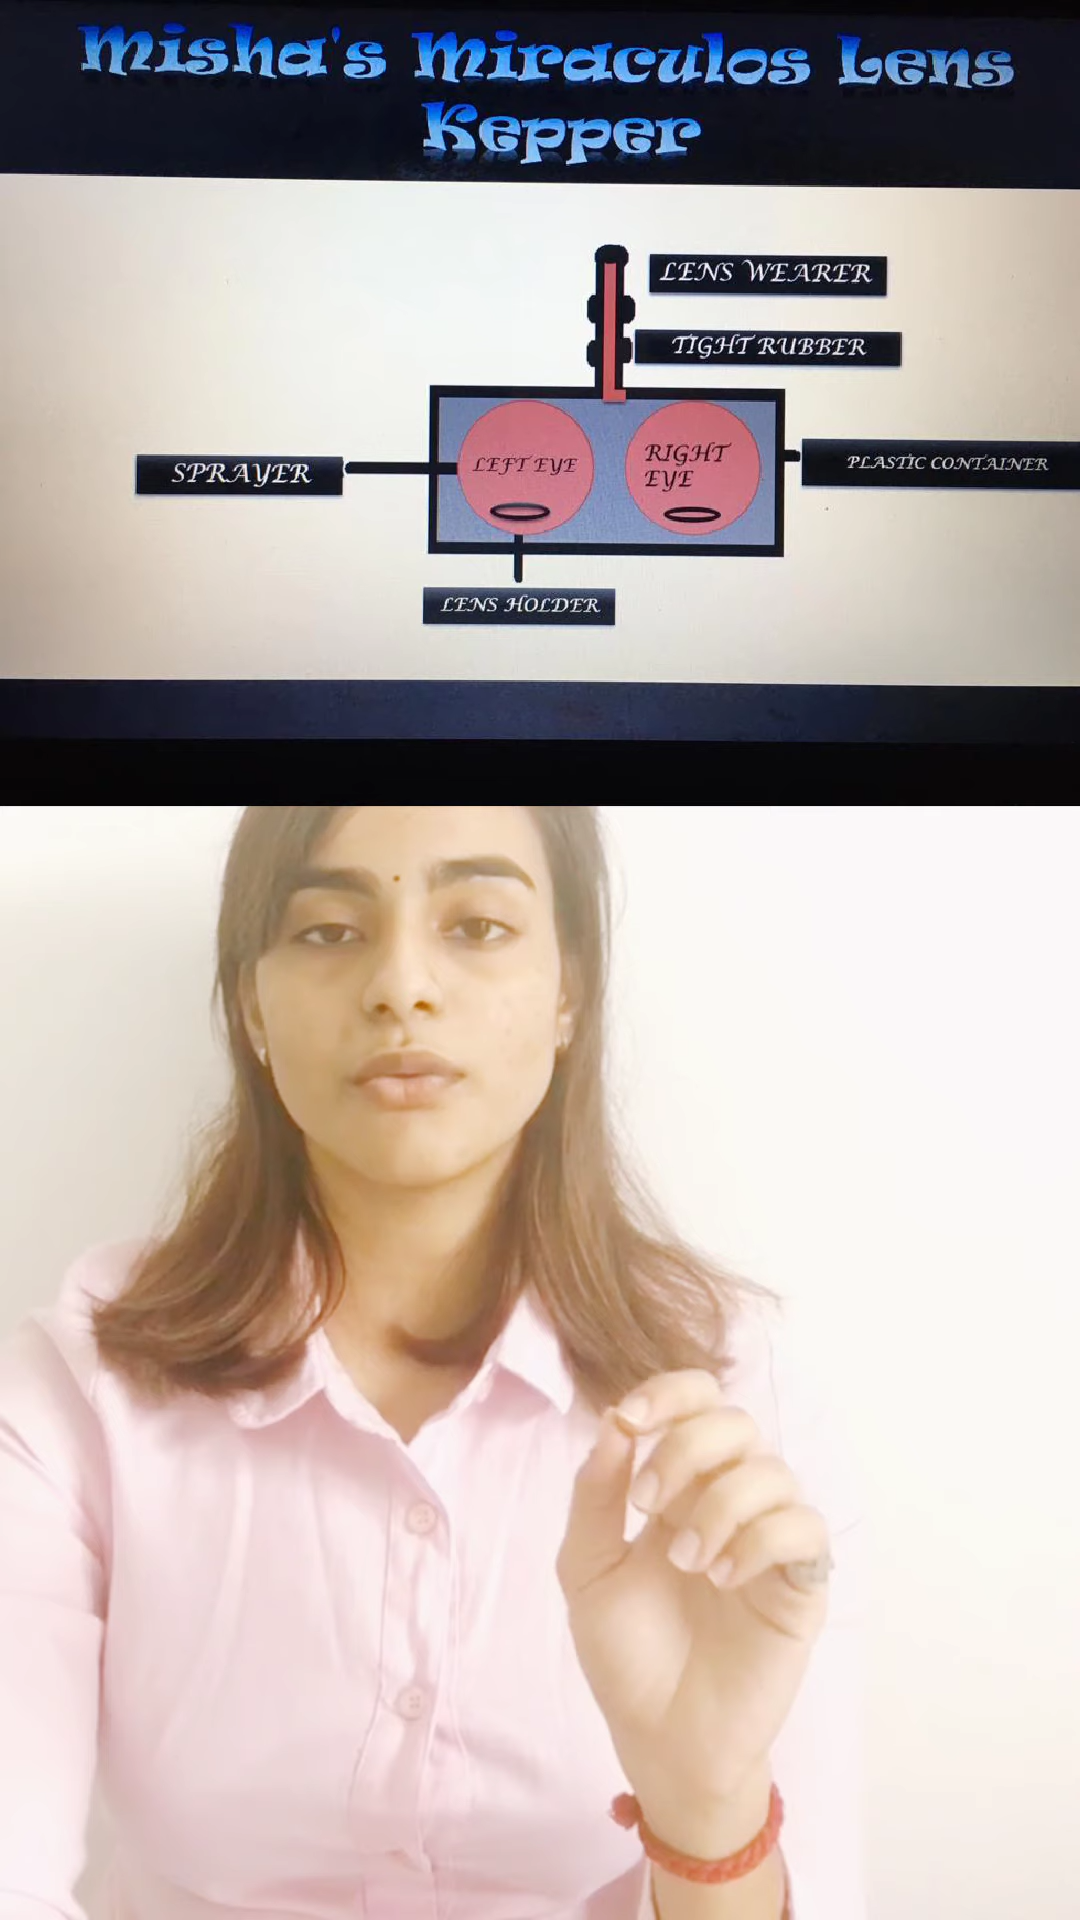 Misha's Miraculos Lens
Kepper
LENS WEARER
TIGHT RUBBER
SPRAYER
LEFT EYE
RIGHT
EYE
PLASTIC CONTAINER
LENS HOLDER